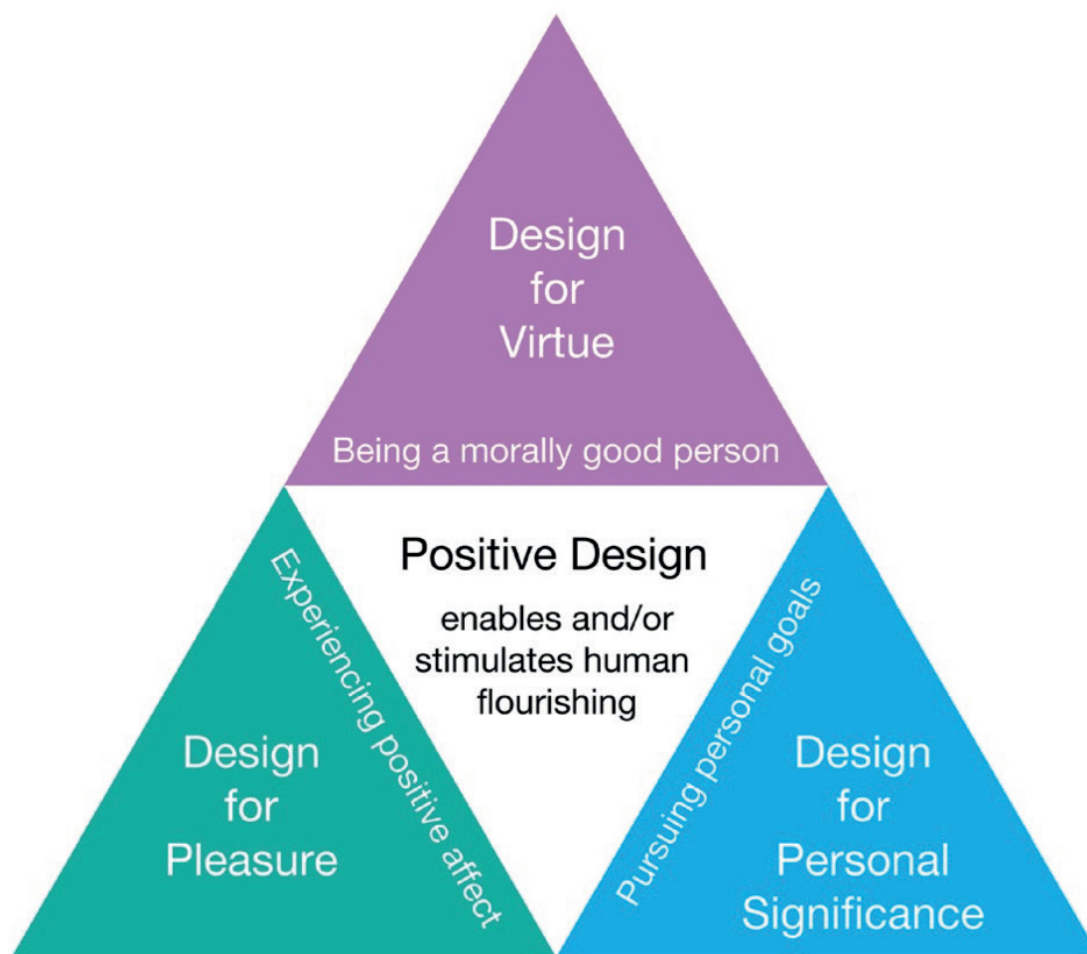 Design
for
Virtue
Being a morally good person
Positive Design
enables and/or
stimulates human
flourishing
Experiencing positive affect
Pursuing personal goals
Design
for
Pleasure
Design
for
Personal
Significance